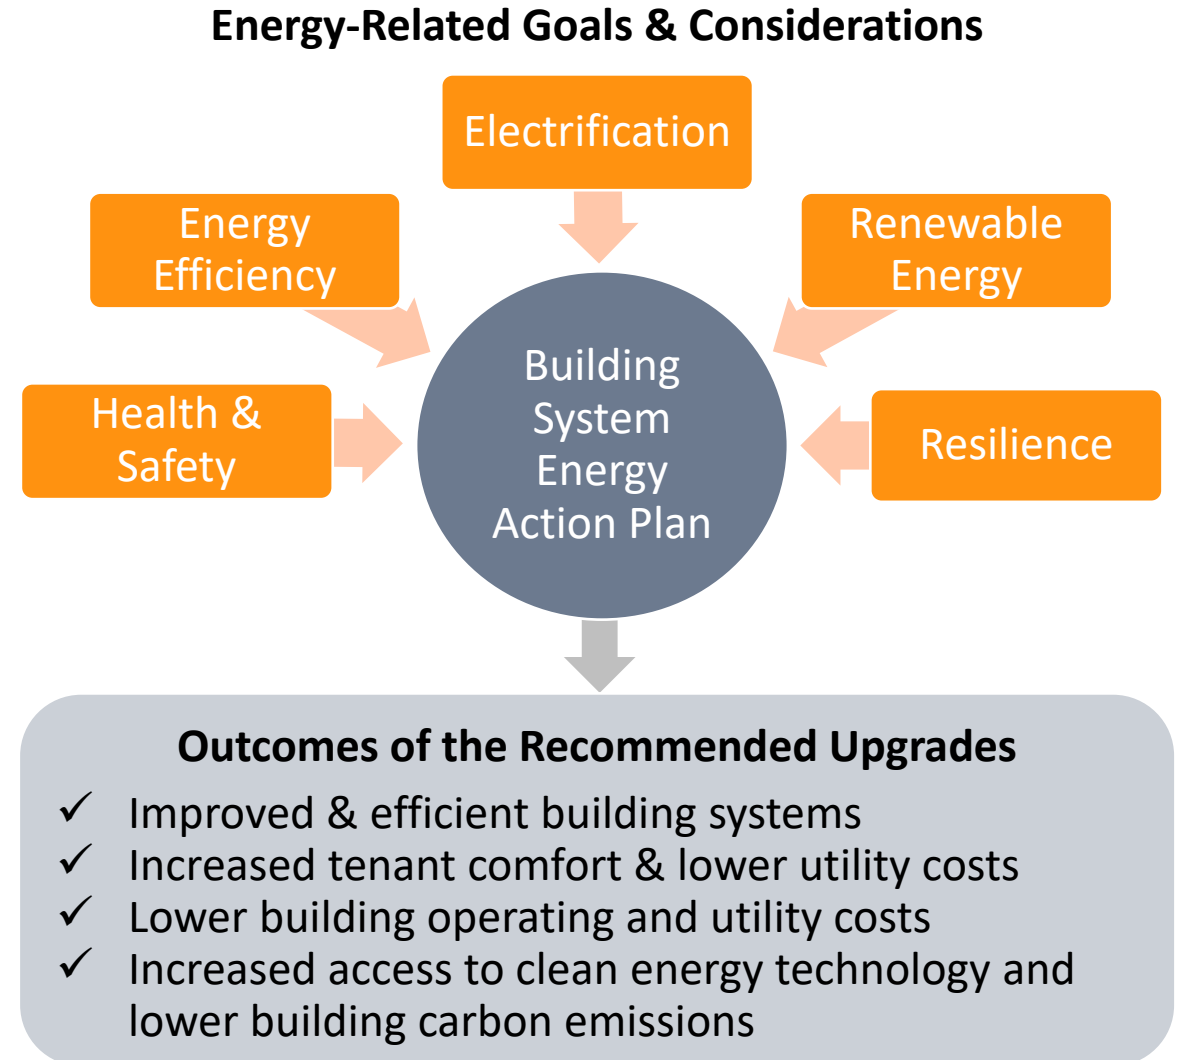 Energy-Related Goals & Considerations
Electrification
Energy
Efficiency
Renewable
Energy
Health &
Safety
Building
System
Energy
Action Plan
Resilience
Outcomes of the Recommended Upgrades
✓ Improved & efficient building systems
✓ Increased tenant comfort & lower utility costs
✓ Lower building operating and utility costs
✓ Increased access to clean energy technology and
lower building carbon emissions